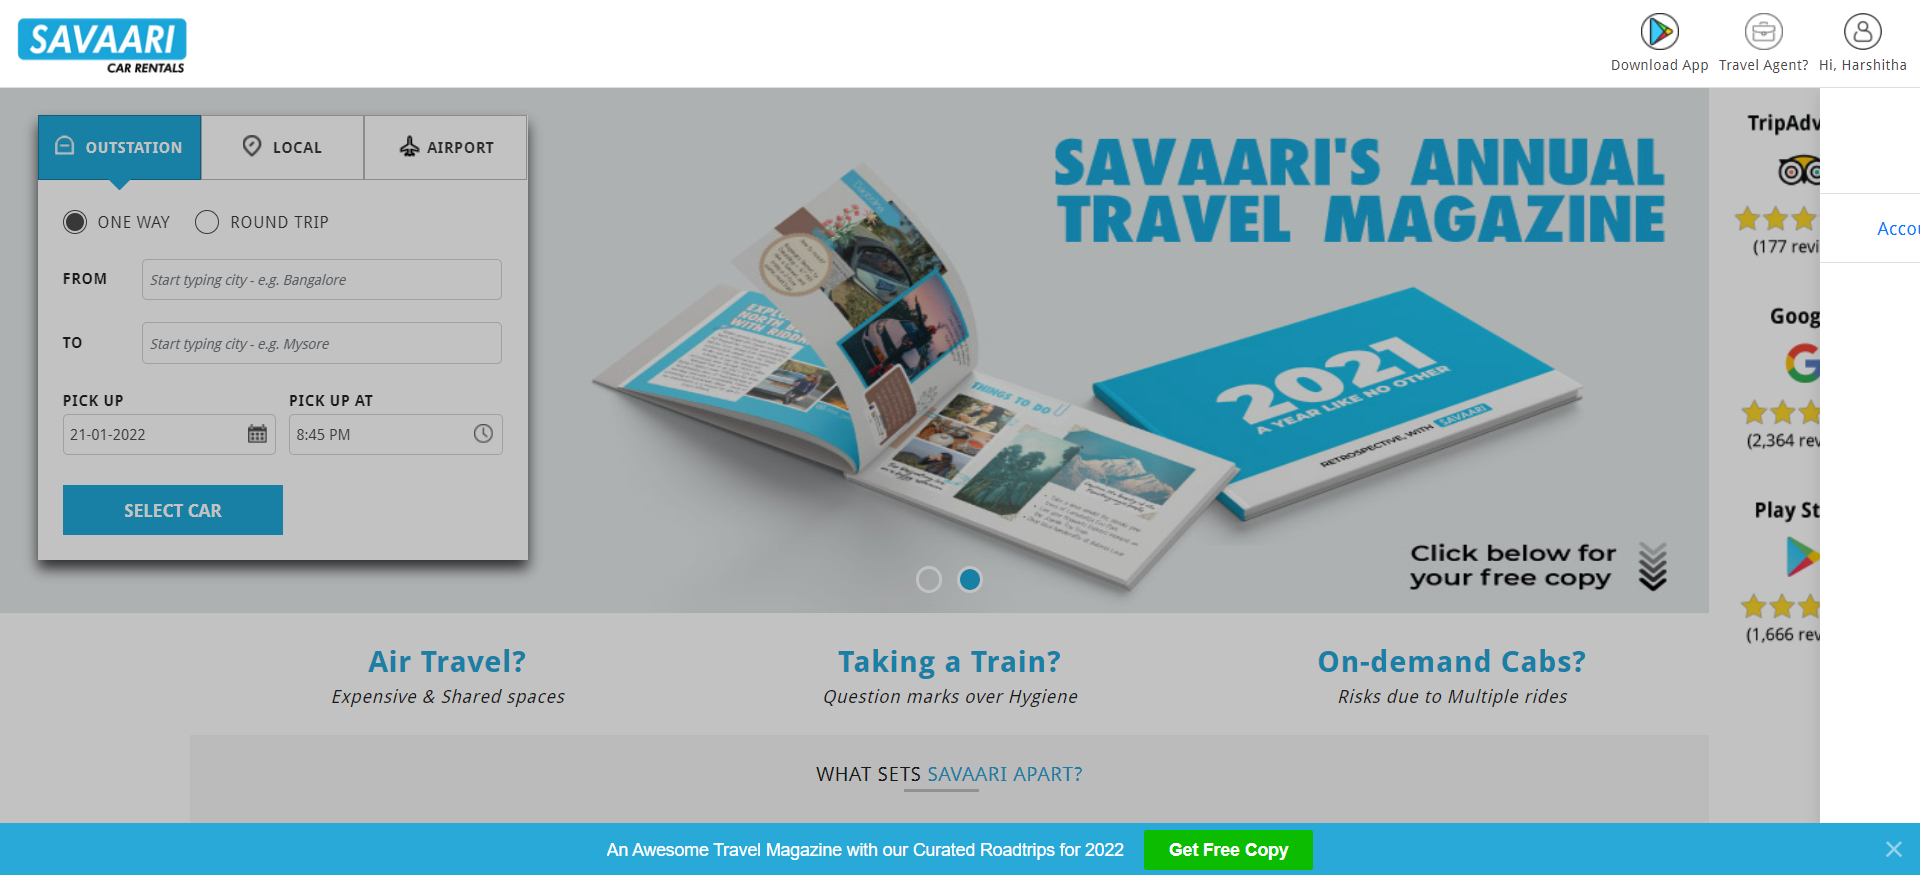 SAVAARI
CAR RENTALS
Download App
Travel Agent?
Hi, Harshitha
OUTSTATION
LOCAL
AIRPORT
ONE WAY
ROUND TRIP
FROM
Start typing city - e.g. Bangalore
TO
Start typing city - e.g. Mysore
PICK UP
PICK UP AT
21-01-2022
8:45 PM
SELECT CAR
SAVAARI'S ANNUAL
TRAVEL MAGAZINE
THINGS TO DO
2021
A YEAR LIKE NO OTHER
RETROSPECTIVE, WITH SAVAARI
Click below for
your free copy
TripAdv
(177 revi
Goog
(2,364 rev
Play St
(1,666 rev
Accou
Air Travel?
Expensive & Shared spaces
Taking a Train?
Question marks over Hygiene
On-demand Cabs?
Risks due to Multiple rides
WHAT SETS SAVAARI APART?
An Awesome Travel Magazine with our Curated Roadtrips for 2022
Get Free Copy